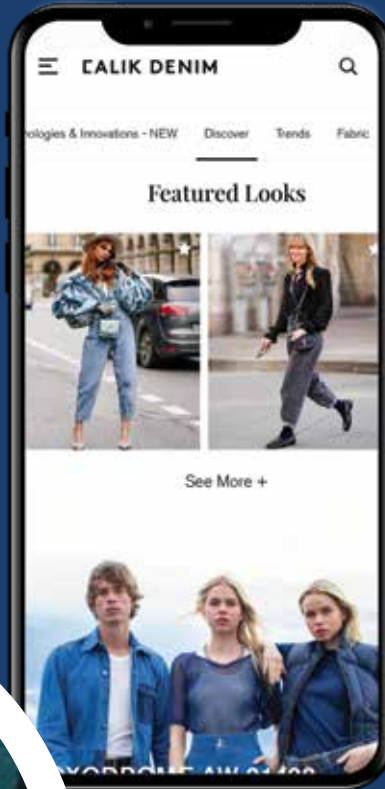 CALIK DENIM
ologies & Innovations - NEW Discover Trends Fabric
Featured Looks
See More +